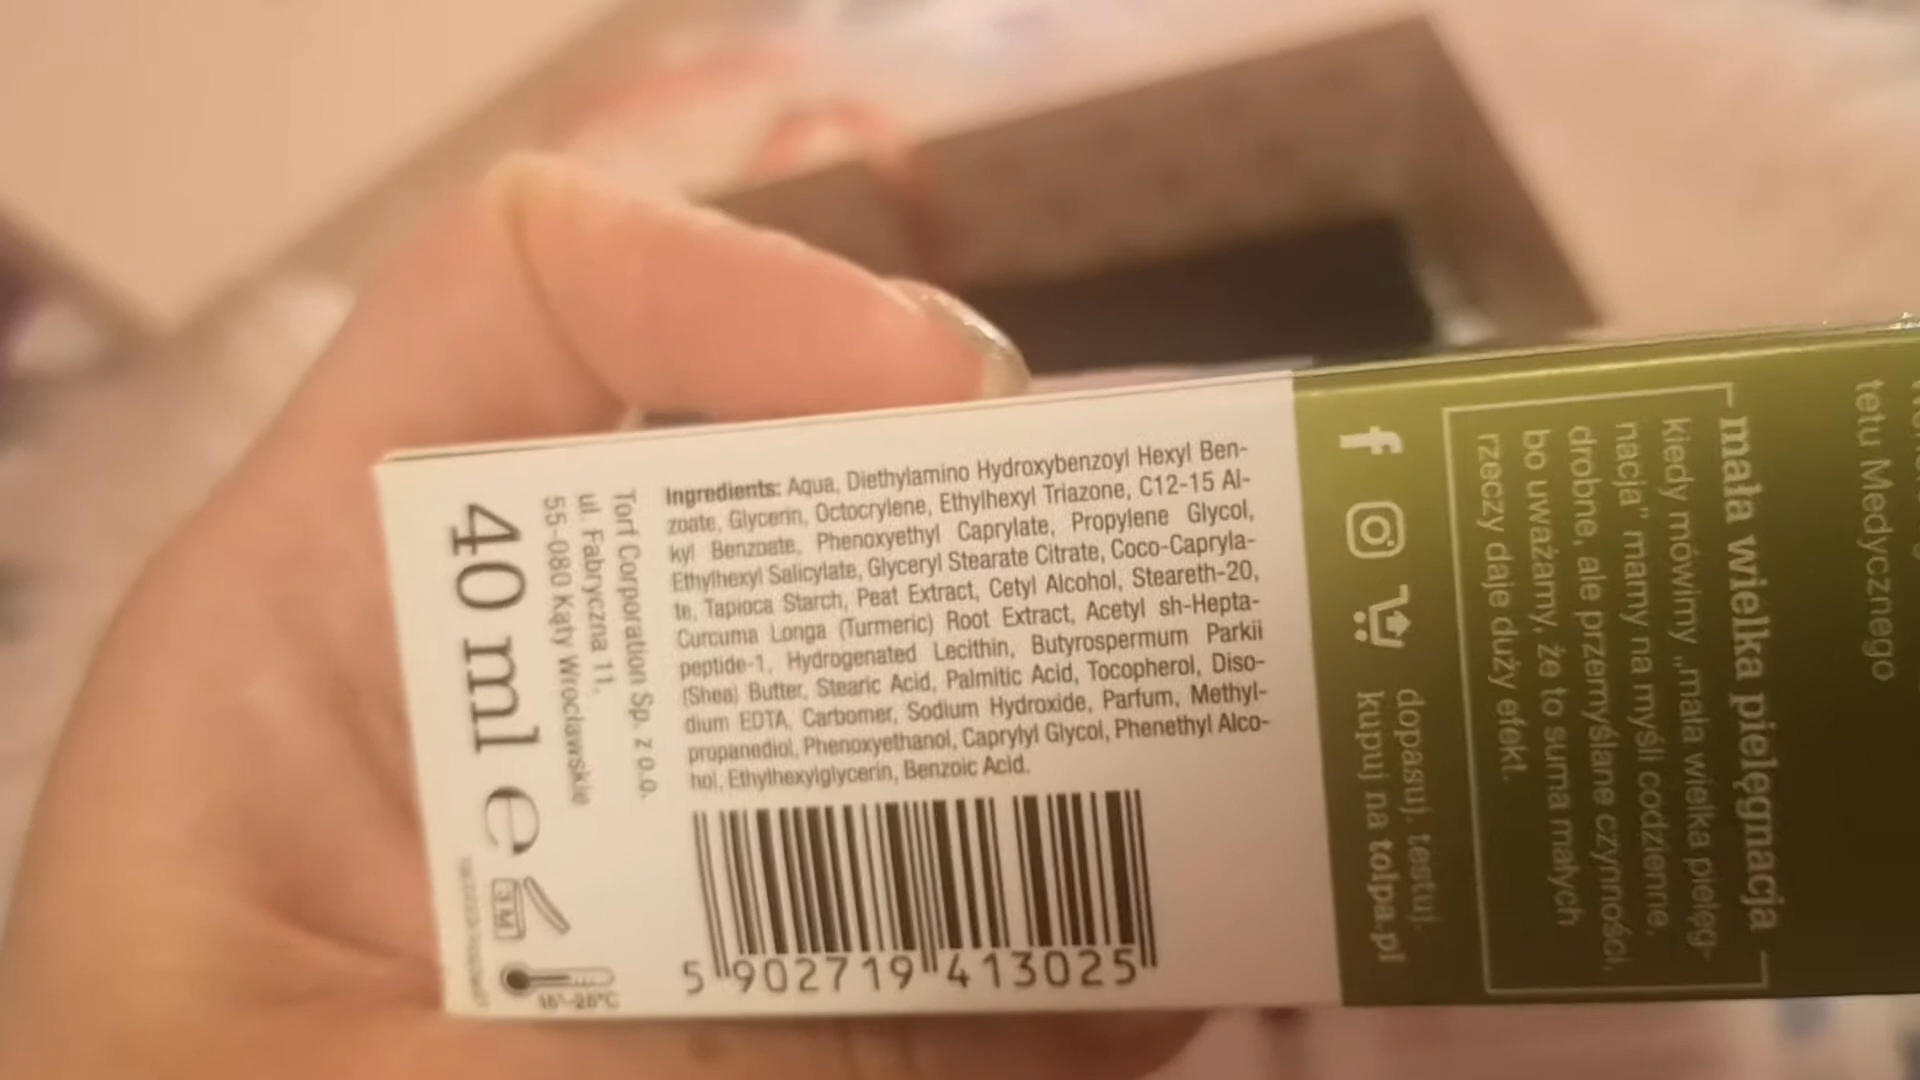 Ingredients: Aqua, Diethylamino Hydroxybenzoyl Hexyl Ben-
zoate, Glycerin, Octocrylene, Ethylhexyl Triazone, C12-15 Al-
kyl Benzoate, Phenoxyethyl Caprylate, Propylene Glycol,
Ethylhexyl Salicylate, Glyceryl Stearate Citrate, Coco-Capryla-
te, Tapioca Starch, Peat Extract, Cetyl Alcohol, Steareth-20,
Curcuma Longa (Turmeric) Root Extract, Acetyl sh-Hepta-
peptide-1, Hydrogenated Lecithin, Butyrospermum Parkii
(Shea) Butter, Stearic Acid, Palmitic Acid, Tocopherol, Diso-
dium EDTA, Carbomer, Sodium Hydroxide, Parfum, Methyl-
propanediol, Phenoxyethanol, Caprylyl Glycol, Phenethyl Alco-
hol, Ethylhexylglycerin, Benzoic Acid.
5 902719 413025
Torf Corporation Sp. z o.o.
ul. Fabryczna 11,
55-080 Kąty Wrocławskie
40 ml e
3 M
tetu Medycznego
mała wielka pielęgnacja
kiedy mówimy „mała wielka pielęg-
nacja" mamy na myśli codzienne,
drobne, ale przemyślane czynności,
bo uważamy, że to suma małych
rzeczy daje duży efekt.
f
dopasuj. testuj.
kupuj na tolpa.pl